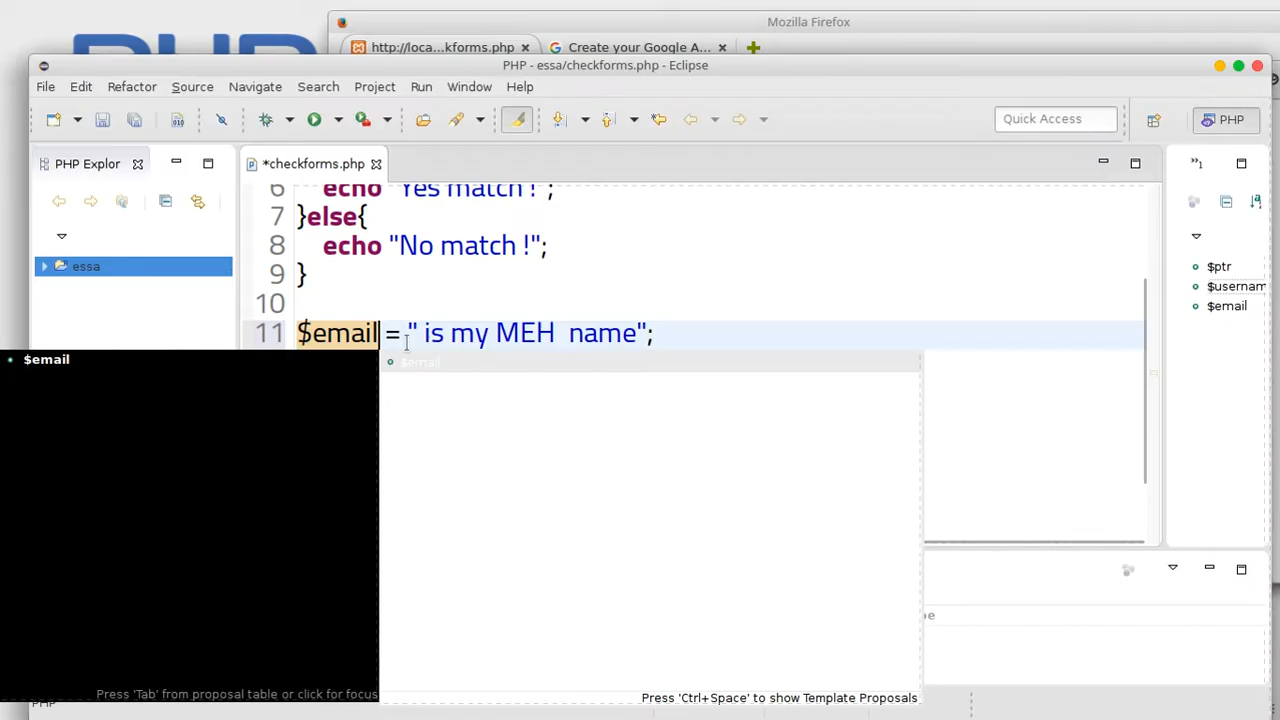 PHP
Mozilla Firefox
http://loca...kforms.php
Create your Google A...
PHP - essa/checkforms.php - Eclipse
File Edit Refactor Source Navigate Search Project Run Window Help
Quick Access
PHP
PHP Explor
*checkforms.php
essa
6 echo "Yes match !";
7 }else{
8 echo "No match !";
9 }
10
11 $email = " is my MEH  name";
$ptr
$usernam
$email
$email
$email
Press 'Tab' from proposal table or click for focus
Press 'Ctrl+Space' to show Template Proposals
PHP